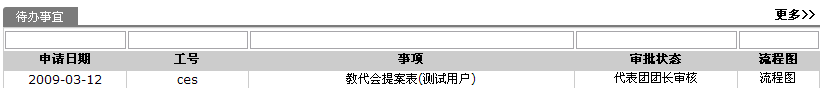 待办事宜 更多>>
申请日期 工号 事项 审批状态 流程图
2009-03-12 ces 教代会提案表(测试用户) 代表团团长审核 流程图